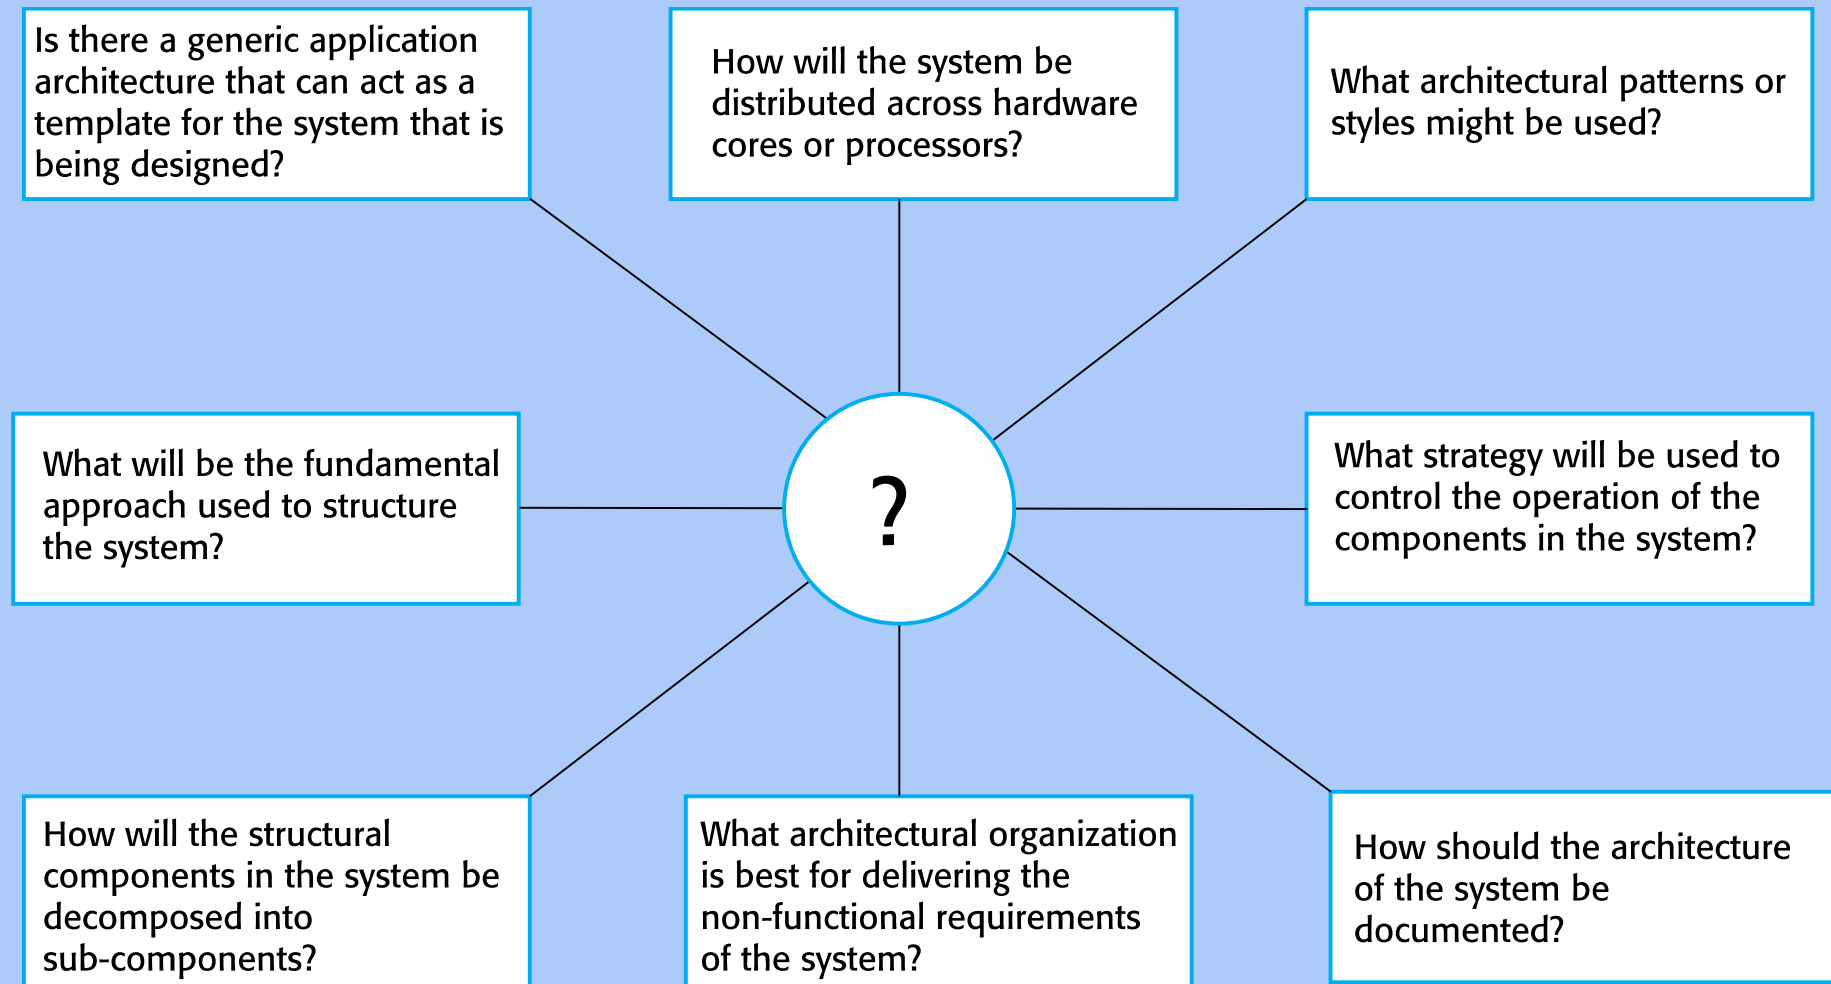 Is there a generic application
architecture that can act as a
template for the system that is
being designed?
How will the system be
distributed across hardware
cores or processors?
What architectural patterns or
styles might be used?
What will be the fundamental
approach used to structure
the system?
?
What strategy will be used to
control the operation of the
components in the system?
How will the structural
components in the system be
decomposed into
sub-components?
What architectural organization
is best for delivering the
non-functional requirements
of the system?
How should the architecture
of the system be
documented?